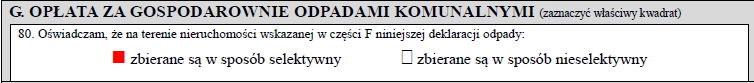 G. OPŁATA ZA GOSPODAROWNIE ODPADAMI KOMUNALNYMI (zaznaczyć właściwy kwadrat)
80. Oświadczam, że na terenie nieruchomości wskazanej w części F niniejszej deklaracji odpady:
zbierane są w sposób selektywny zbierane są w sposób nieselektywny